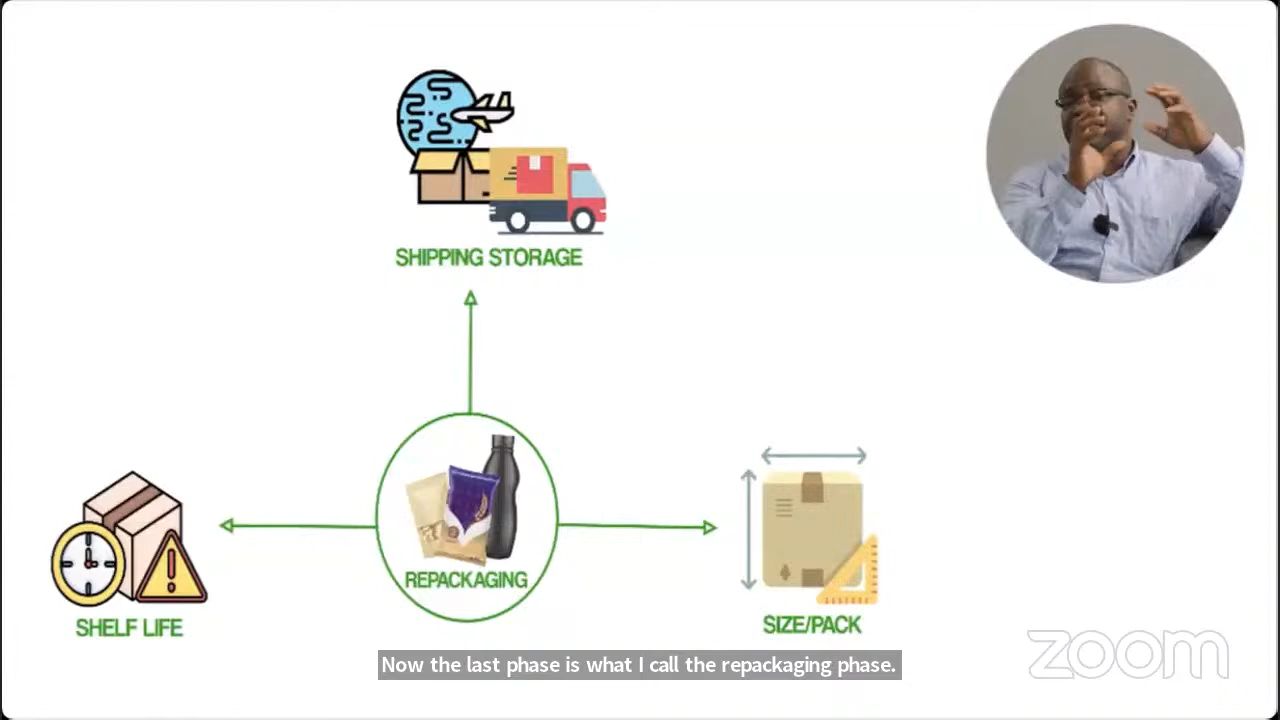 SHIPPING STORAGE
REPACKAGING
SHELF LIFE
SIZE/PACK
Now the last phase is what I call the repackaging phase.
zoom